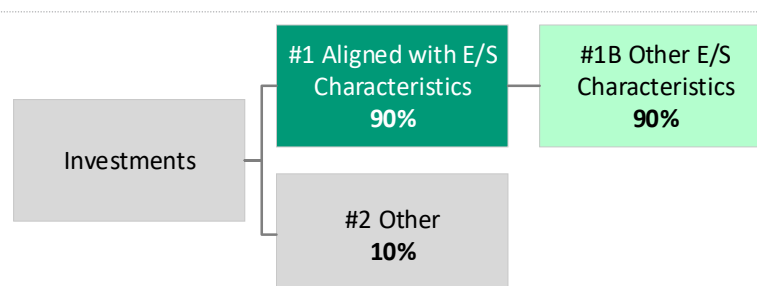 #1 Aligned with E/S
Characteristics
90%
#1B Other E/S
Characteristics
90%
Investments
#2 Other
10%